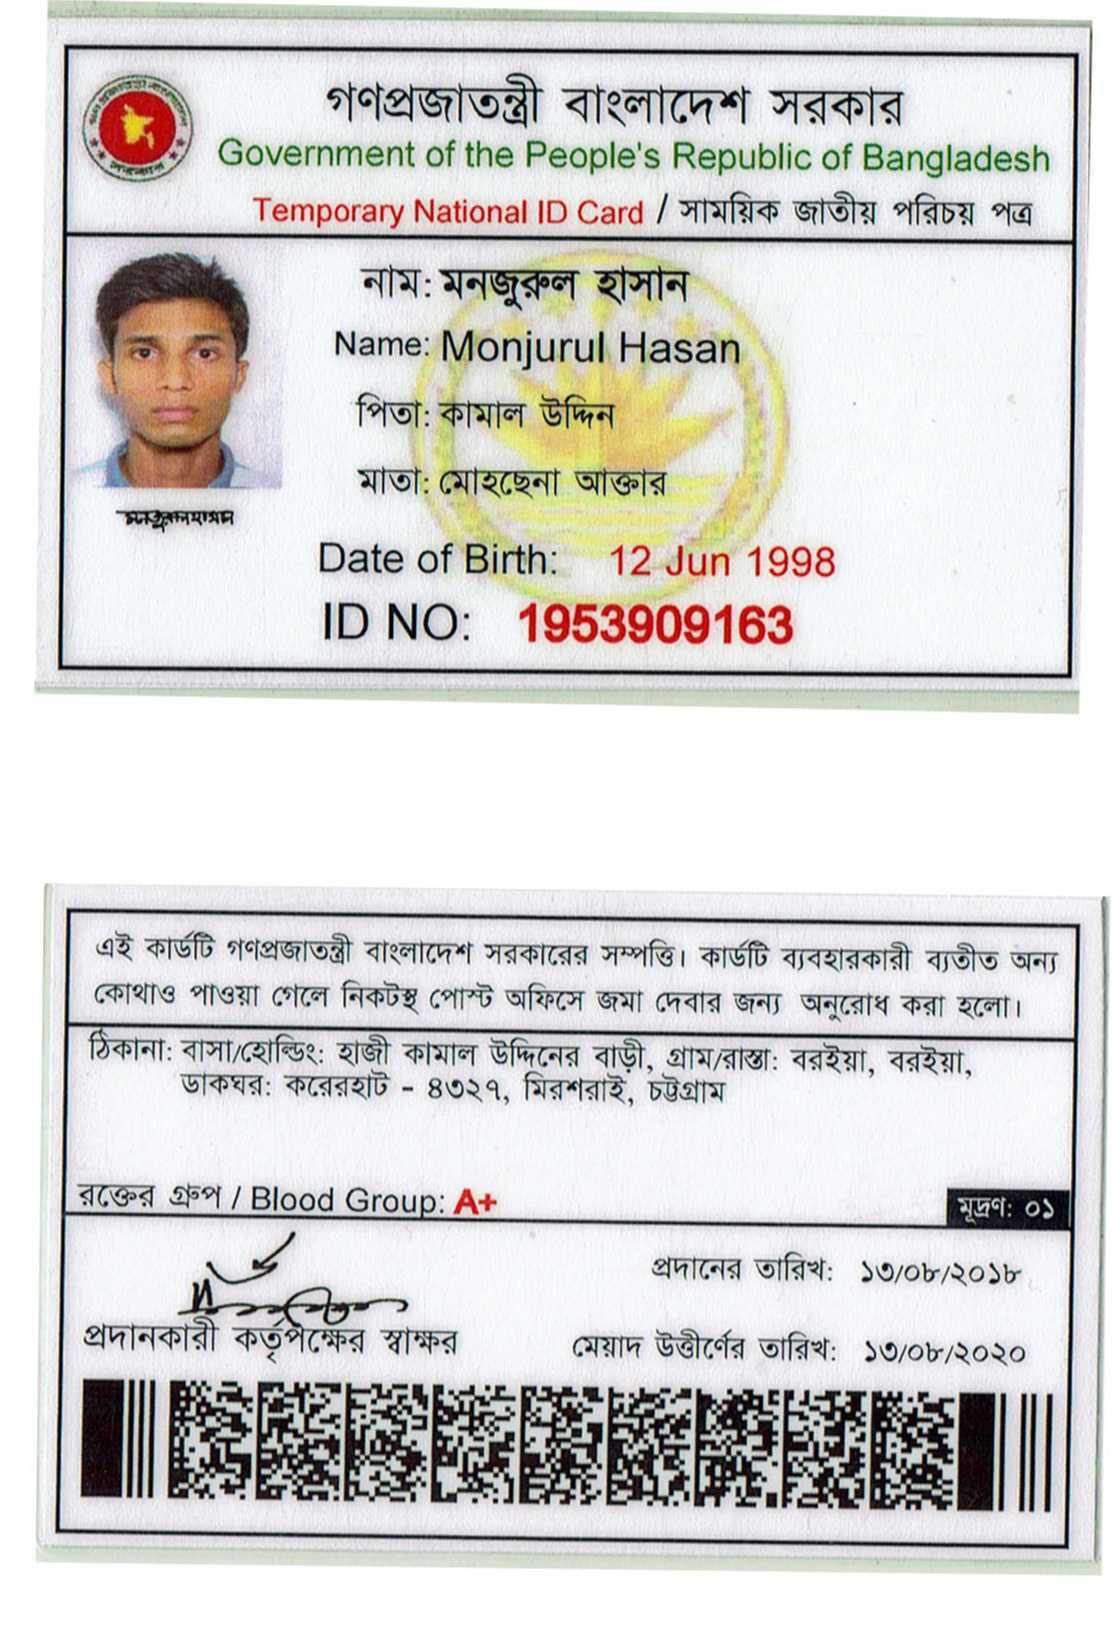 গণপ্রজাতন্ত্রী বাংলাদেশ সরকার
Government of the People's Republic of Bangladesh
Temporary National ID Card / সাময়িক জাতীয় পরিচয় পত্র
নাম: মনজুরুল হাসান
Name: Monjurul Hasan
পিতা: কামাল উদ্দিন
মাতা: মোহছেনা আক্তার
মনজুরুল হাসান
Date of Birth: 12 Jun 1998
ID NO: 1953909163
এই কার্ডটি গণপ্রজাতন্ত্রী বাংলাদেশ সরকারের সম্পত্তি। কার্ডটি ব্যবহারকারী ব্যতীত অন্য
কোথাও পাওয়া গেলে নিকটস্থ পোস্ট অফিসে জমা দেবার জন্য অনুরোধ করা হলো।
ঠিকানা: বাসা/হোল্ডিং: হাজী কামাল উদ্দিনের বাড়ী, গ্রাম/রাস্তা: বরইয়া, বরইয়া,
ডাকঘর: করেরহাট - ৪৩২৭, মিরশরাই, চট্টগ্রাম
রক্তের গ্রুপ / Blood Group: A+
মূদ্রণ: ০১
প্রদানের তারিখ: ১৩/০৮/২০১৮
প্রদানকারী কর্তৃপক্ষের স্বাক্ষর
মেয়াদ উত্তীর্ণের তারিখ: ১৩/০৮/২০২০